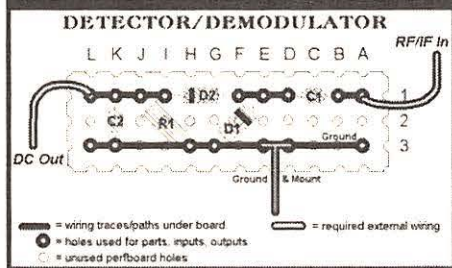 DETECTOR/DEMODULATOR
L K J I H G F E D C B A
RF/IF In
D2 C1 1
C2 R1 D1 2
Ground 3
DC Out
Ground & Mount
= wiring traces/paths under board
= required external wiring
= holes used for parts, inputs, outputs
= unused perfboard holes